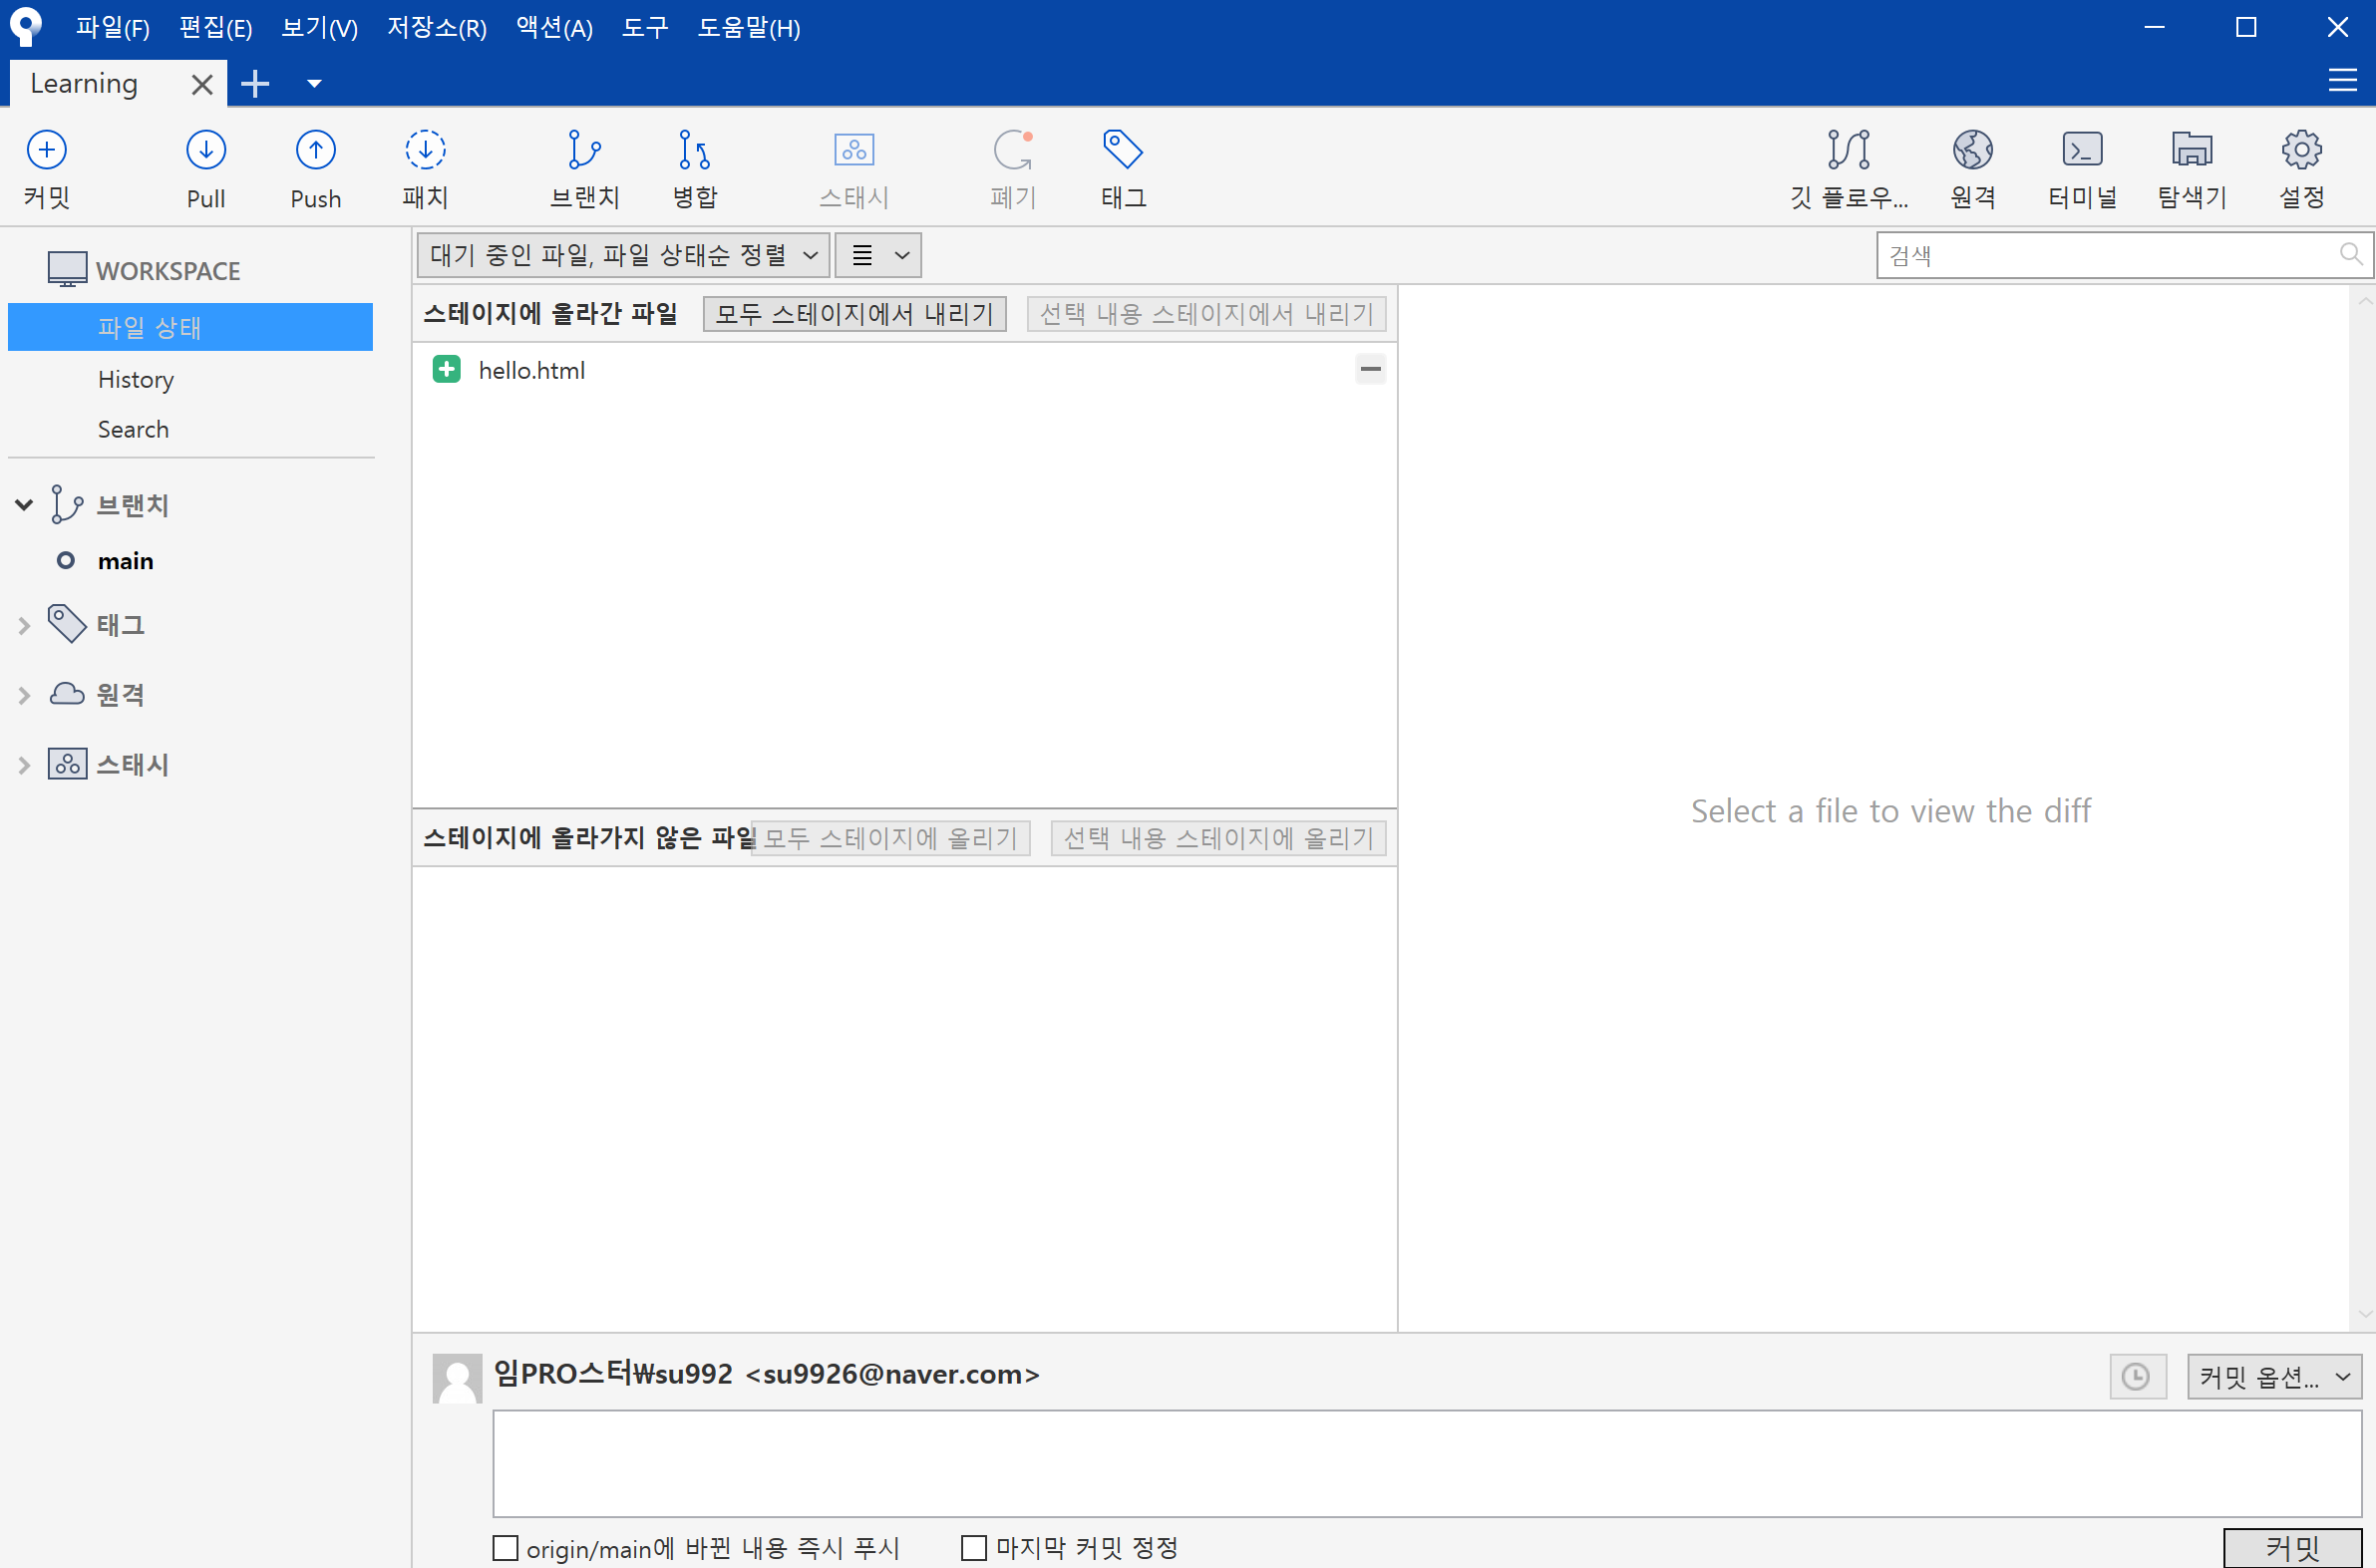 파일(F) 편집(E) 보기(V) 저장소(R) 액션(A) 도구 도움말(H)
Learning
커밋 Pull Push 패치 브랜치 병합 스태시 폐기 태그 깃 플로우... 원격 터미널 탐색기 설정
WORKSPACE
파일 상태
History
Search
브랜치
main
태그
원격
스태시
대기 중인 파일, 파일 상태순 정렬
검색
스테이지에 올라간 파일 모두 스테이지에서 내리기 선택 내용 스테이지에서 내리기
hello.html
스테이지에 올라가지 않은 파일 모두 스테이지에 올리기 선택 내용 스테이지에 올리기
Select a file to view the diff
임PRO스터₩su992 <su9926@naver.com>
커밋 옵션...
origin/main에 바뀐 내용 즉시 푸시 마지막 커밋 정정
커밋